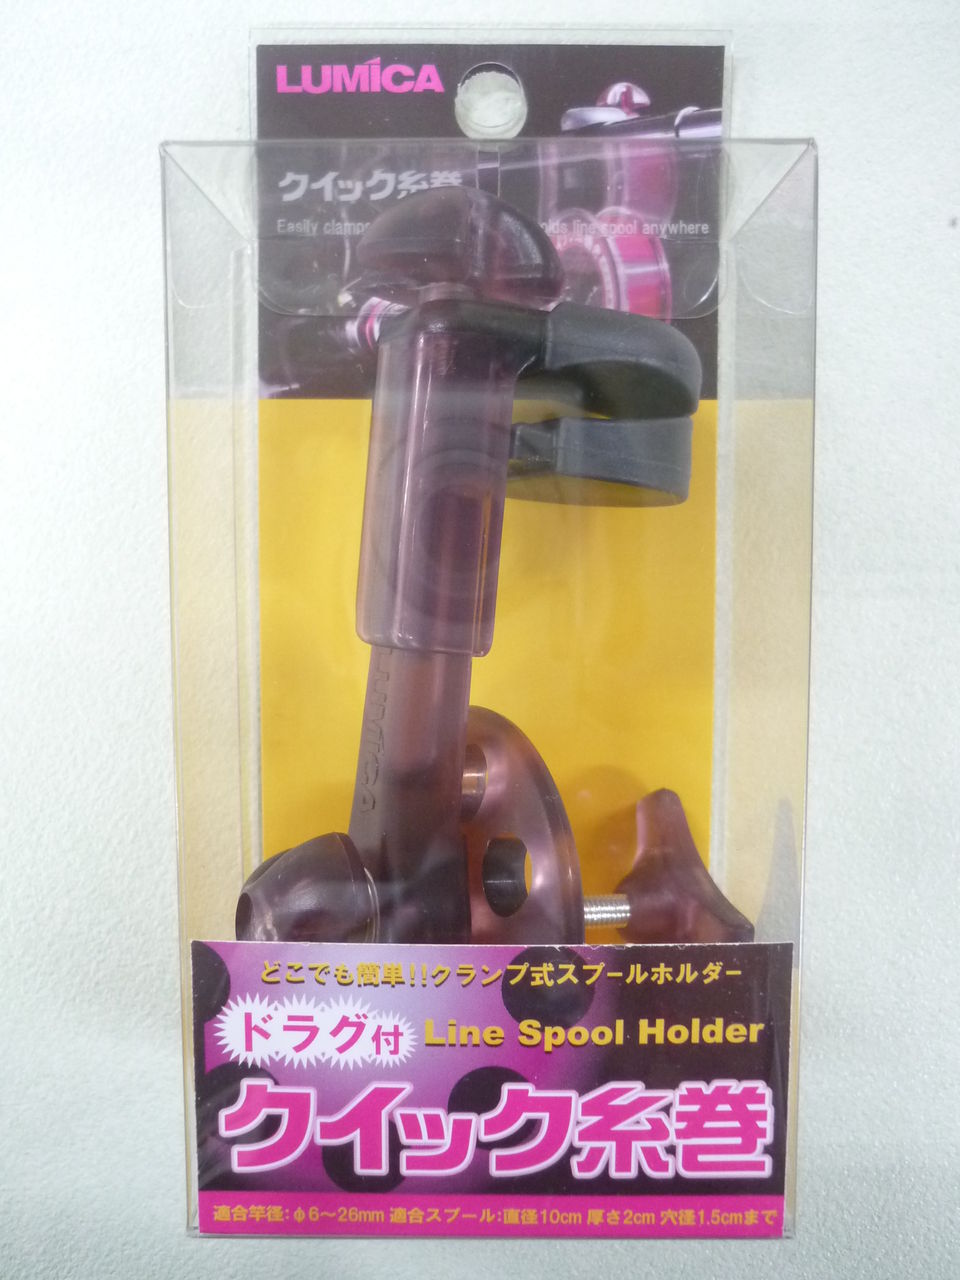 LUMICA
クイック糸巻
Easily clamps olds line spool anywhere
LUMICA
どこでも簡単!!クランプ式スプールホルダー
ドラグ付 Line Spool Holder
クイック糸巻
適合竿径:φ6~26mm 適合スプール:直径10cm 厚さ2cm 穴径1.5cmまで